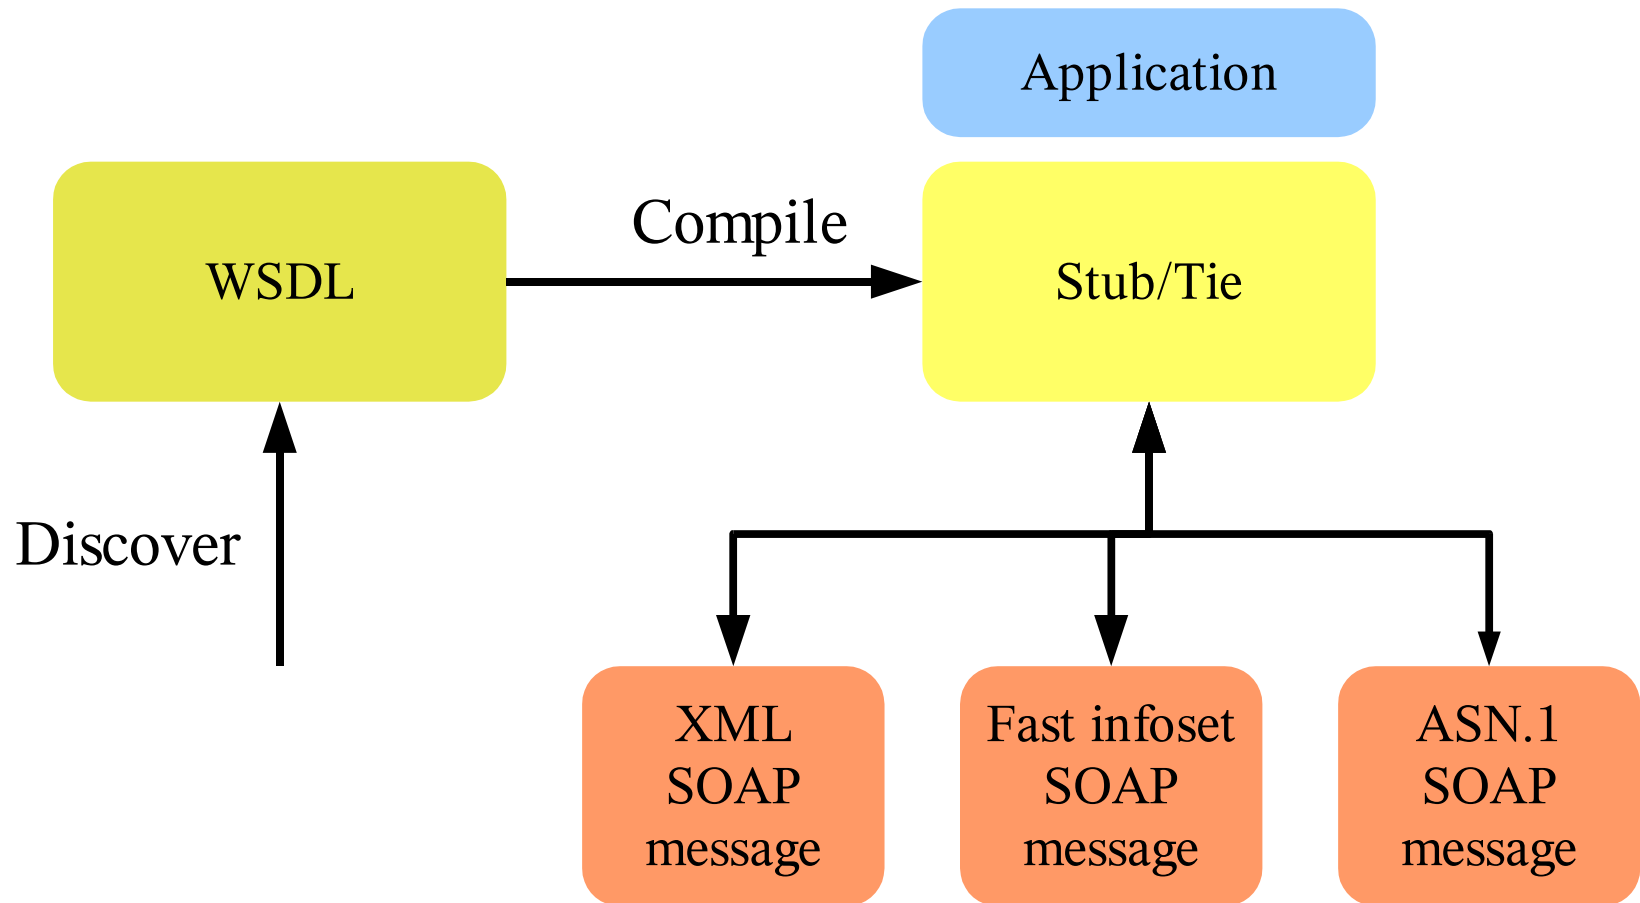 Application
WSDL
Compile
Stub/Tie
Discover
XML
SOAP
message
Fast infoset
SOAP
message
ASN.1
SOAP
message